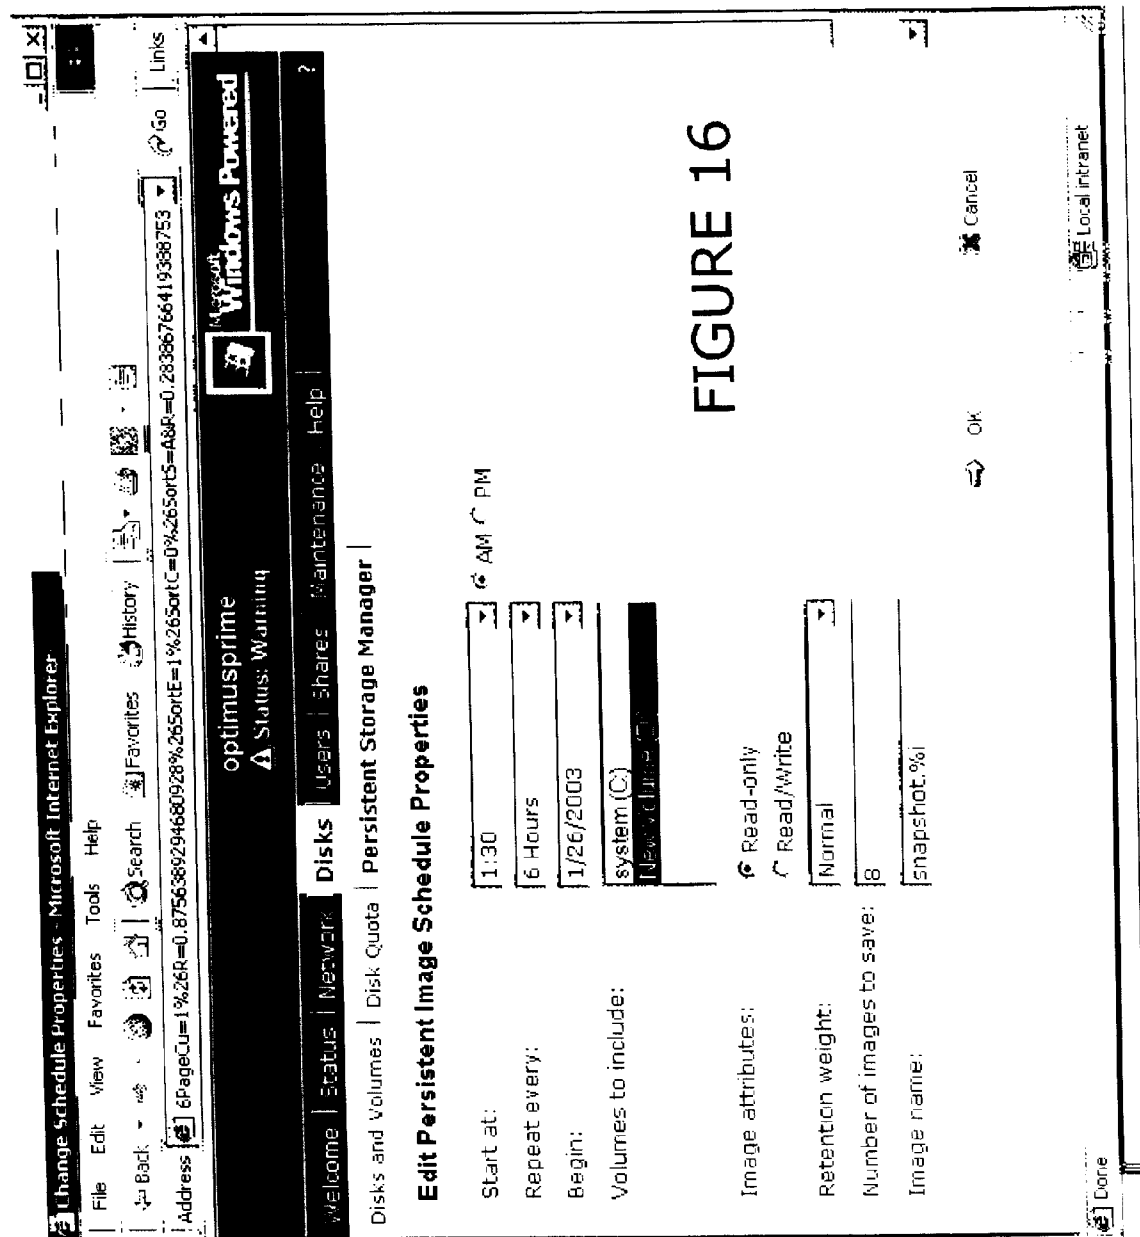 Change Schedule Properties - Microsoft Internet Explorer
File Edit View Favorites Tools Help
Back Search Favorites History
Address 6PageCu=1%26R=0.8756389294680928%26SortE=1%26SortC=0%26SortS=A&R=0.2838676641938753 Go Links
optimusprime
Status: Warning
Microsoft
Windows Powered
Welcome | Status | Network | Disks | Users | Shares | Maintenance | Help | ?
Disks and Volumes | Disk Quota | Persistent Storage Manager |
Edit Persistent Image Schedule Properties
Start at: 1:30 AM PM
Repeat every: 6 Hours
Begin: 1/26/2003
Volumes to include: system (C:)
New Volume
Image attributes: Read-only
Read/Write
Retention weight: Normal
Number of images to save: 8
Image name: snapshot.%i
FIGURE 16
OK Cancel
Done Local intranet